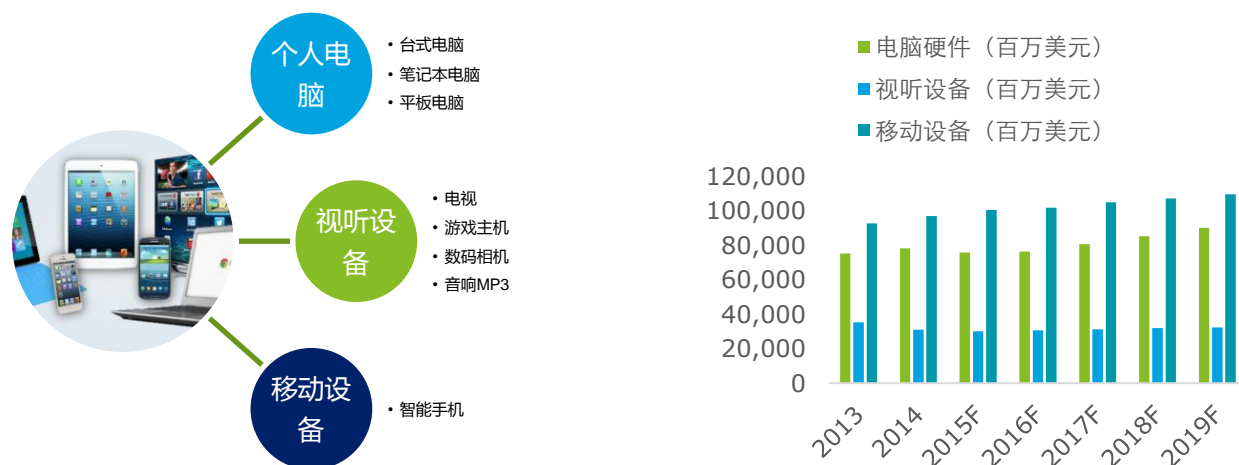 个人电
脑
• 台式电脑
• 笔记本电脑
• 平板电脑
视听设
备
• 电视
• 游戏主机
• 数码相机
• 音响MP3
移动设
备
• 智能手机
电脑硬件（百万美元）
视听设备（百万美元）
移动设备（百万美元）
120,000
100,000
80,000
60,000
40,000
20,000
0
2013
2014
2015F
2016F
2017F
2018F
2019F